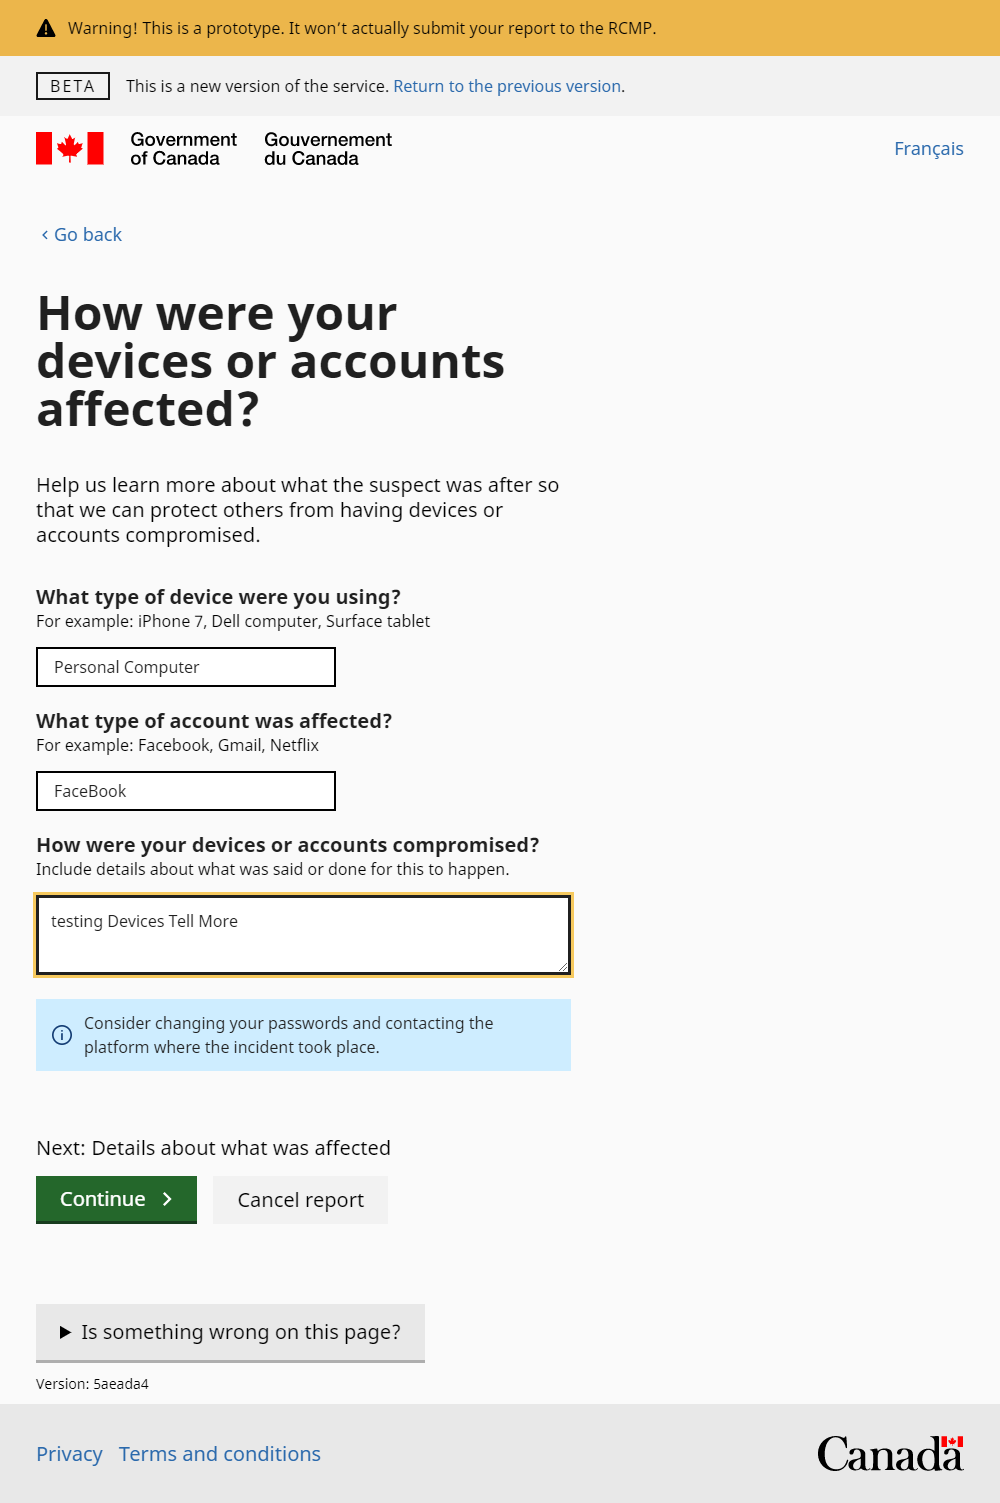 Warning! This is a prototype. It won't actually submit your report to the RCMP.
BETA This is a new version of the service. Return to the previous version.
Government of Canada
Gouvernement du Canada
Français
Go back
How were your
devices or accounts
affected?
Help us learn more about what the suspect was after so
that we can protect others from having devices or
accounts compromised.
What type of device were you using?
For example: iPhone 7, Dell computer, Surface tablet
Personal Computer
What type of account was affected?
For example: Facebook, Gmail, Netflix
FaceBook
How were your devices or accounts compromised?
Include details about what was said or done for this to happen.
testing Devices Tell More
Consider changing your passwords and contacting the
platform where the incident took place.
Next: Details about what was affected
Continue Cancel report
Is something wrong on this page?
Version: 5aeada4
Privacy Terms and conditions
Canada